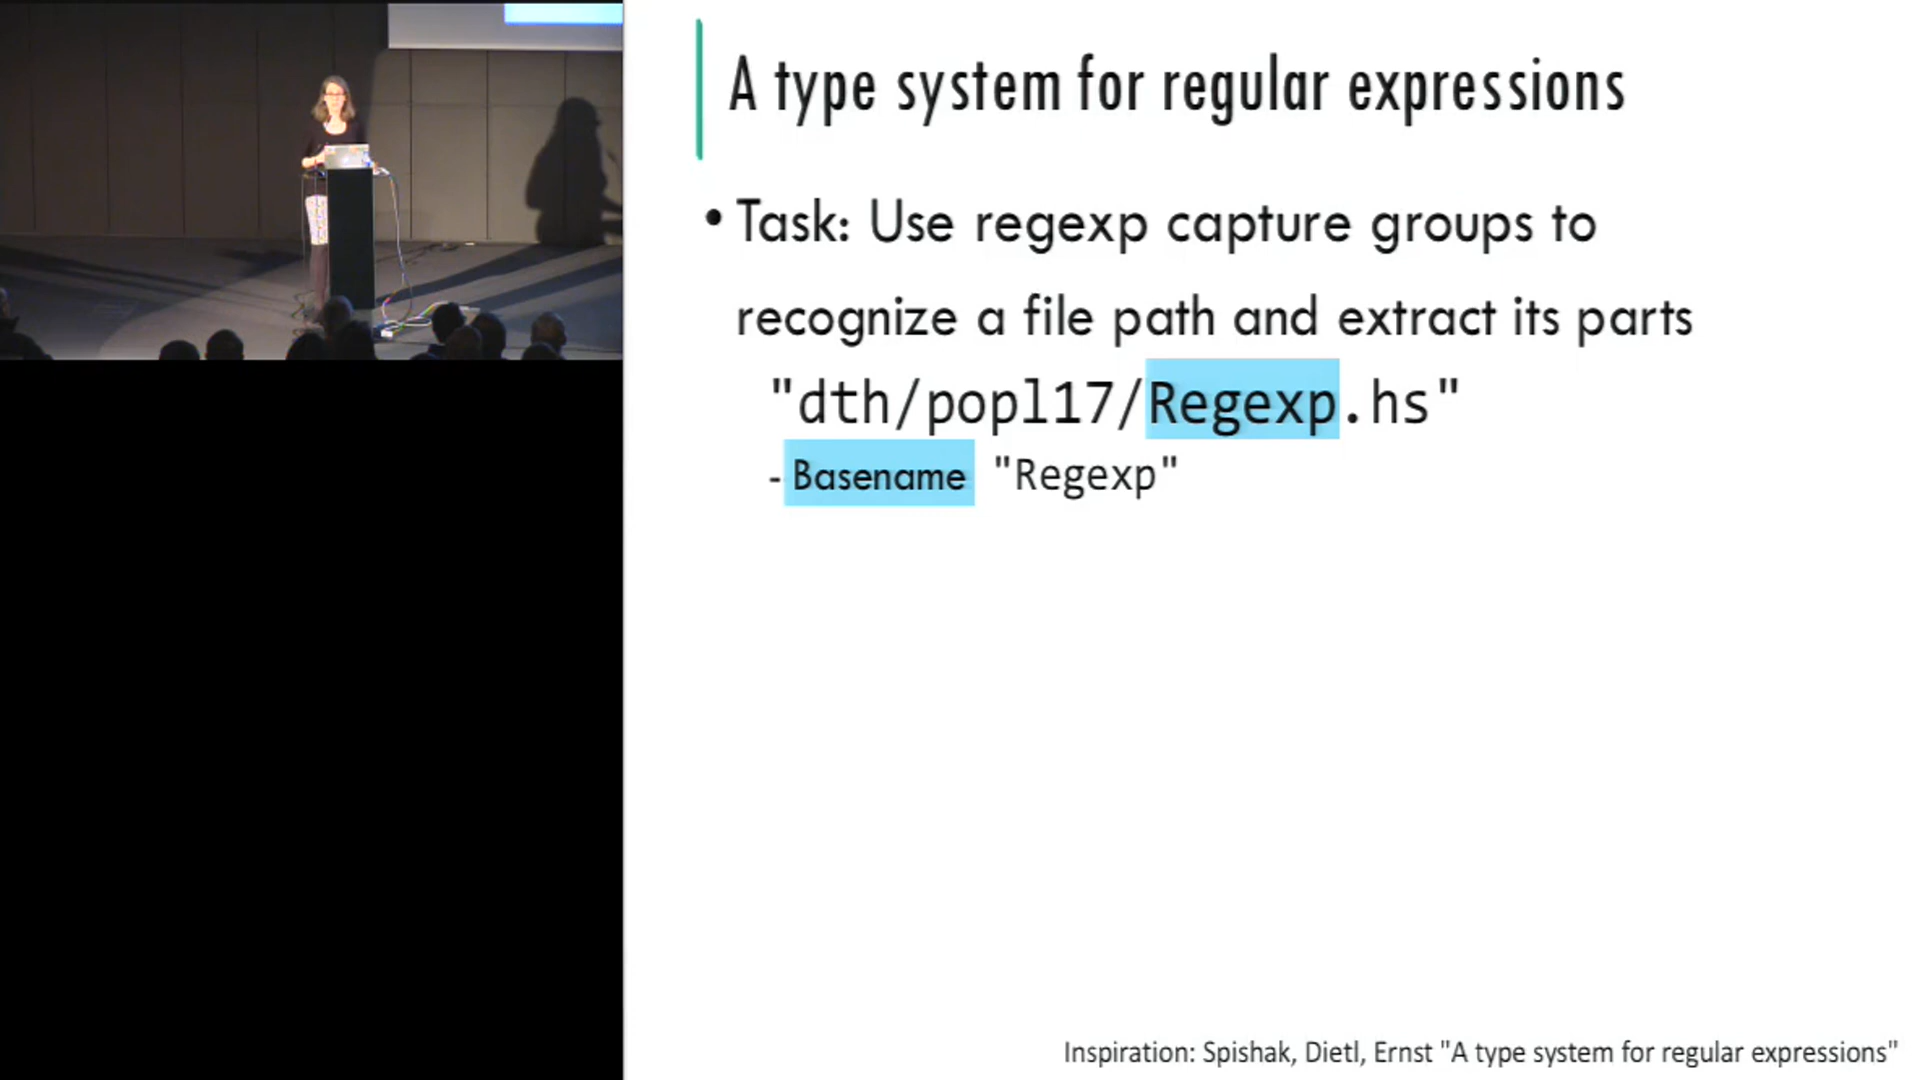 A type system for regular expressions
• Task: Use regexp capture groups to
recognize a file path and extract its parts
"dth/popl17/Regexp.hs"
- Basename "Regexp"
Inspiration: Spishak, Dietl, Ernst "A type system for regular expressions"